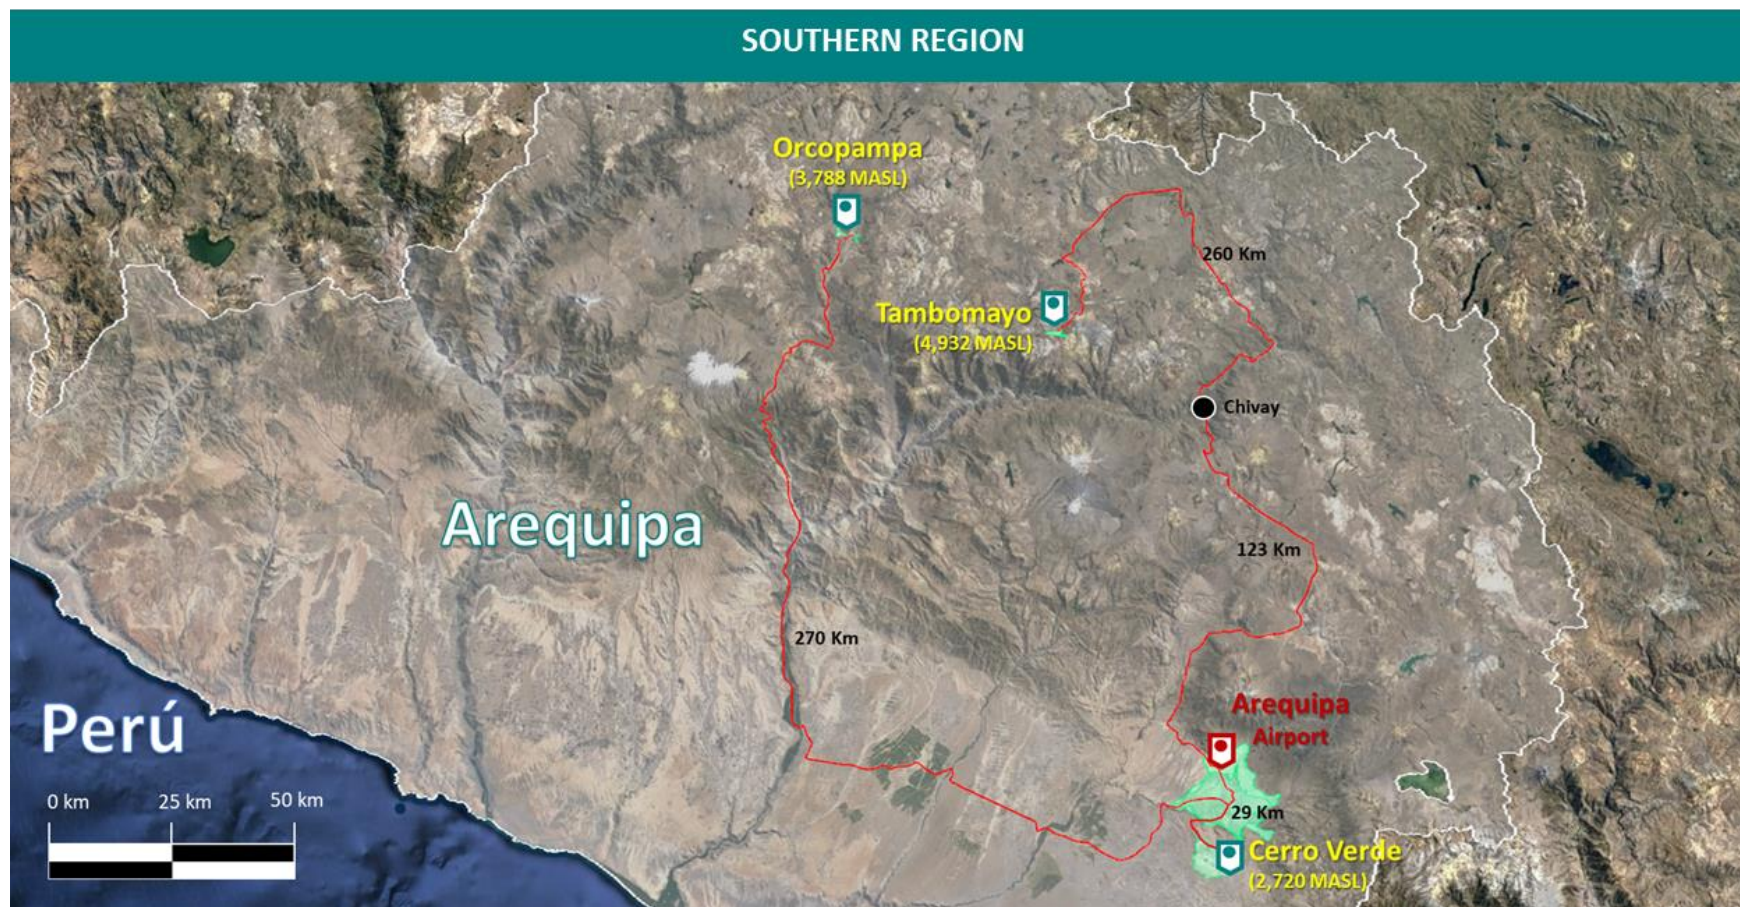 SOUTHERN REGION
Orcopampa
(3,788 MASL)
260 Km
Tambomayo
(4,932 MASL)
Chivay
Arequipa
123 Km
270 Km
Arequipa
Airport
Perú
0 km 25 km 50 km
29 Km
Cerro Verde
(2,720 MASL)